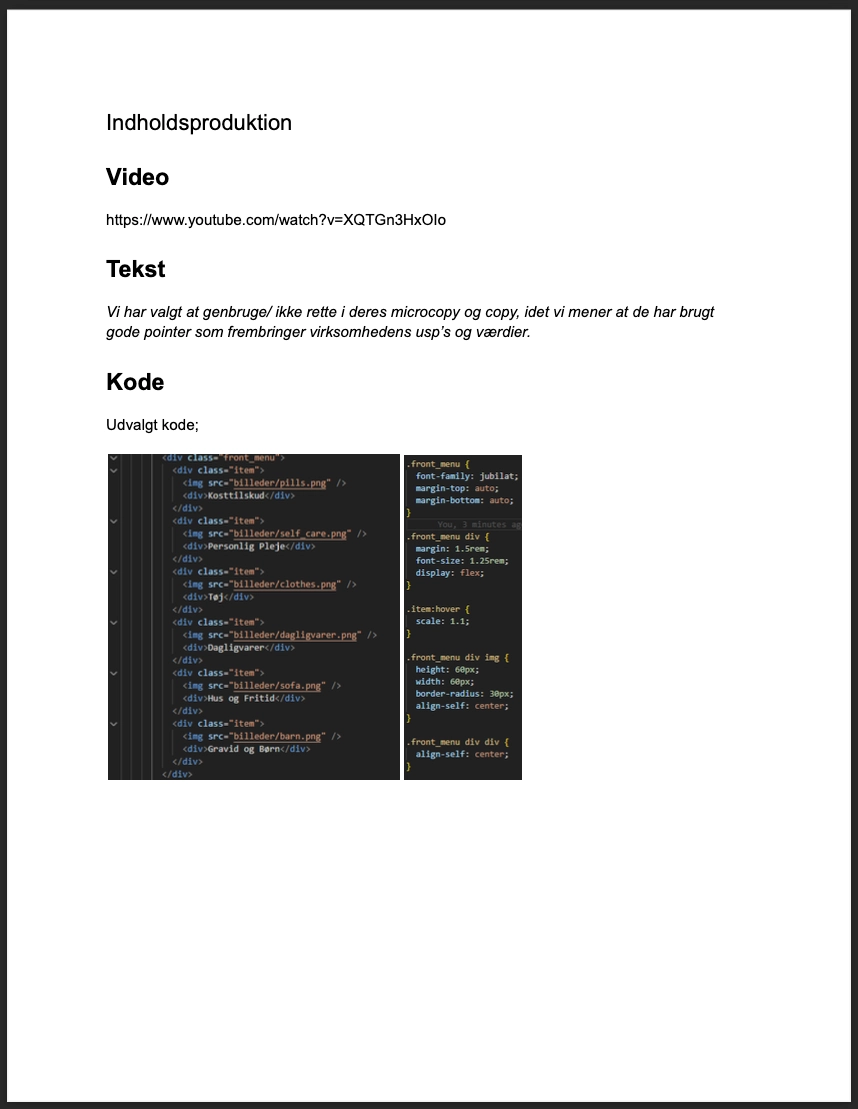 Indholdsproduktion
Video
https://www.youtube.com/watch?v=XQTGn3HxOIo
Tekst
Vi har valgt at genbruge/ ikke rette i deres microcopy og copy, idet vi mener at de har brugt
gode pointer som frembringer virksomhedens usp's og værdier.
Kode
Udvalgt kode;
<div class="front_menu">
<div class="item">
<img src="billeder/pills.png" />
<div>Kosttilskud</div>
</div>
<div class="item">
<img src="billeder/self_care.png" />
<div>Personlig Pleje</div>
</div>
<div class="item">
<img src="billeder/clothes.png" />
<div>Tøj</div>
</div>
<div class="item">
<img src="billeder/dagligvarer.png" />
<div>Dagligvarer</div>
</div>
<div class="item">
<img src="billeder/sofa.png" />
<div>Hus og Fritid</div>
</div>
<div class="item">
<img src="billeder/barn.png" />
<div>Gravid og Børn</div>
</div>
</div>
.front_menu {
font-family: jubilat;
margin-top: auto;
margin-bottom: auto;
}
You, 3 minutes ag
.front_menu div {
margin: 1.5rem;
font-size: 1.25rem;
display: flex;
}
.item:hover {
scale: 1.1;
}
.front_menu div img {
height: 60px;
width: 60px;
border-radius: 30px;
align-self: center;
}
.front_menu div div {
align-self: center;
}